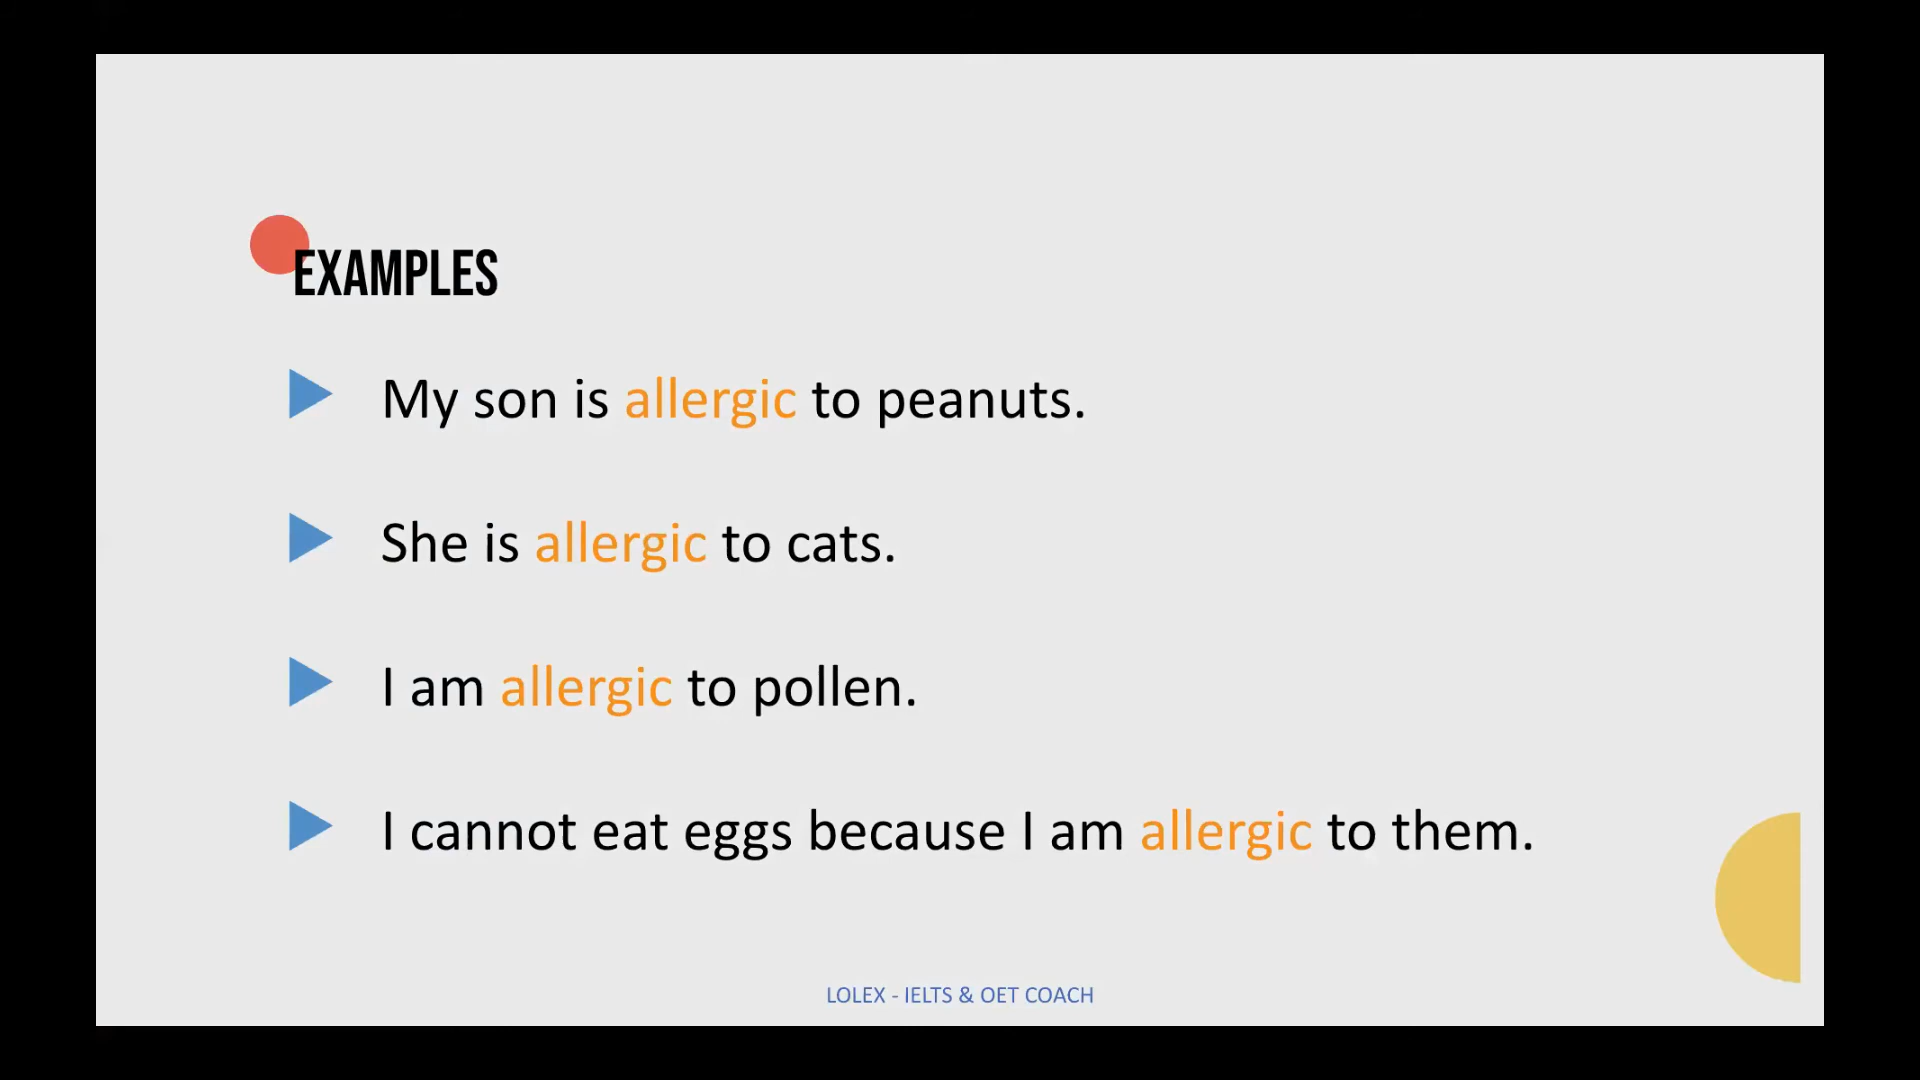 EXAMPLES
My son is allergic to peanuts.
She is allergic to cats.
I am allergic to pollen.
I cannot eat eggs because I am allergic to them.
LOLEX - IELTS & OET COACH